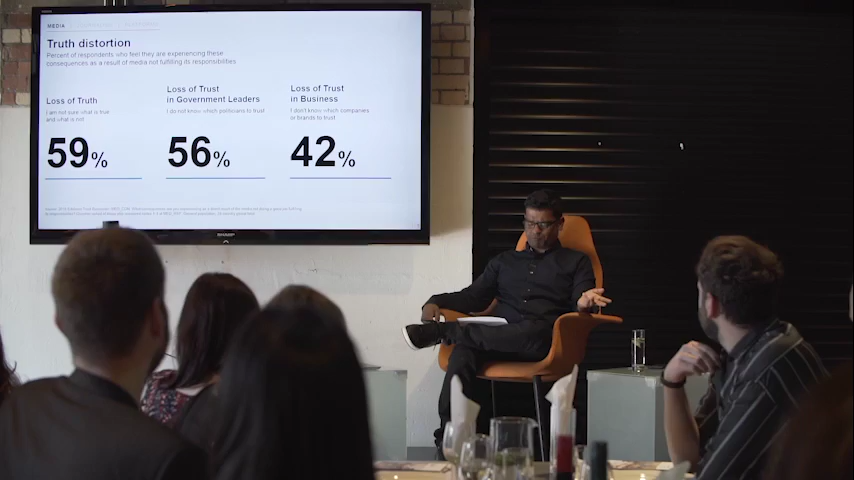 MEDIA
Truth distortion
Percent of respondents who feel they are experiencing these
consequences as a result of media not fulfilling its responsibilities
Loss of Truth
I am not sure what is true
and what is not
59%
Loss of Trust
in Government Leaders
I do not know which politicians to trust
56%
Loss of Trust
in Business
I don't know which companies
or brands to trust
42%
SHARP